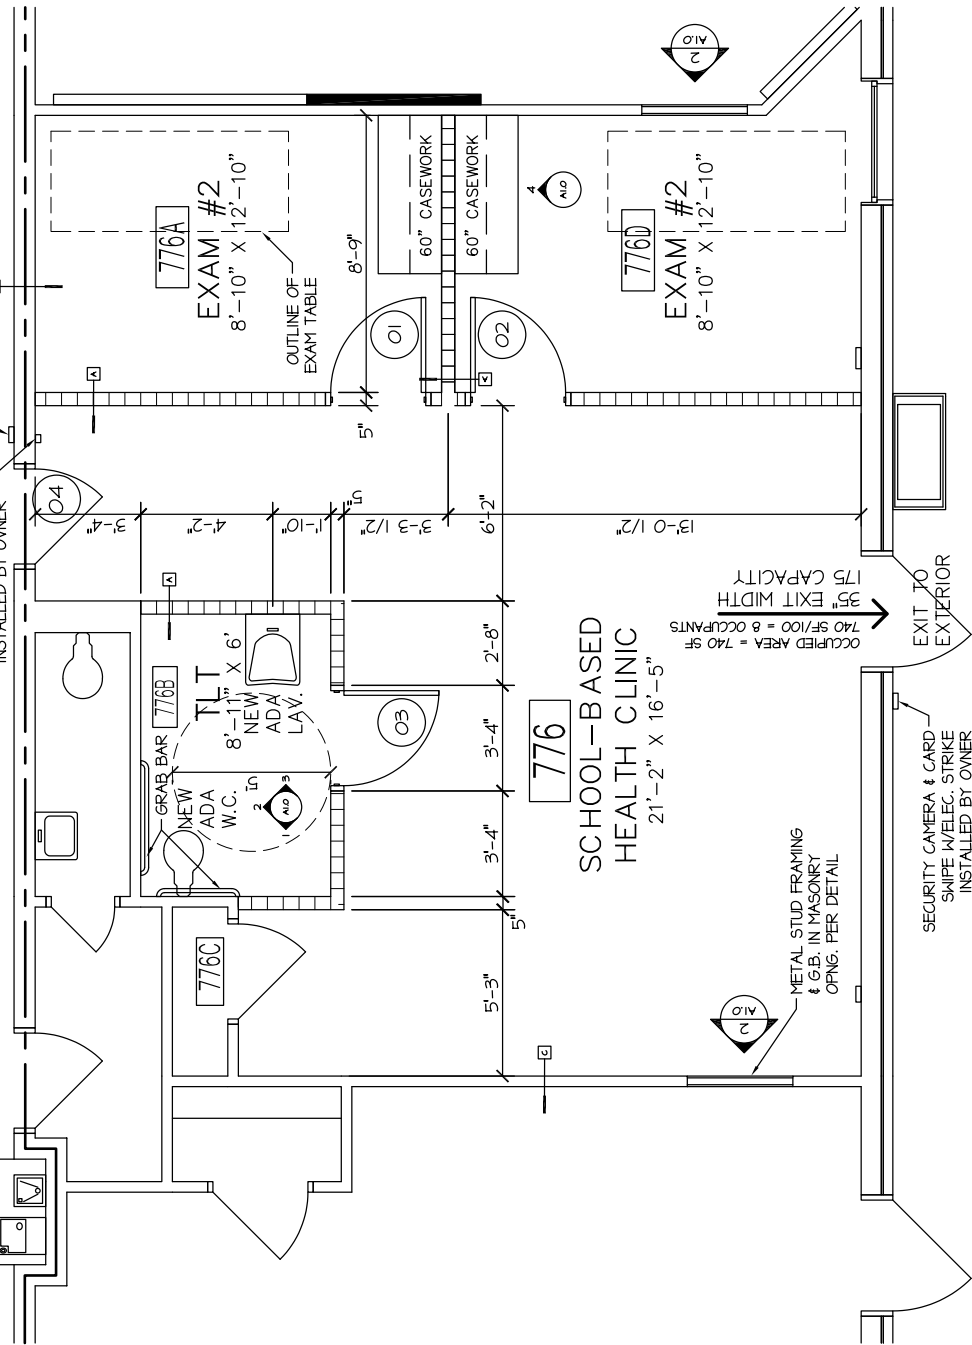 INSTALLED BY OWNER
04
A
776A
EXAM #2
8'-10" X 12'-10"
OUTLINE OF
EXAM TABLE
8'-9"
5"
60" CASEWORK
60" CASEWORK
01
02
A
4
A1.0
2
A1.0
776D
EXAM #2
8'-10" X 12'-10"
3'-4"
4'-2"
1'-10"
5"
3'-3 1/2"
13'-0 1/2"
6'-2"
2'-8"
3'-4"
3'-4"
5"
5'-3"
A
776B
TLT
8'-11" X 6'
NEW
ADA
LAV.
GRAB BAR
NEW
ADA
W.C.
5'
1
2
3
A1.0
03
776C
776
SCHOOL-BASED
HEALTH CLINIC
21'-2" X 16'-5"
OCCUPIED AREA = 740 SF
740 SF/100 = 8 OCCUPANTS
35" EXIT WIDTH
175 CAPACITY
EXIT TO
EXTERIOR
C
2
A1.0
METAL STUD FRAMING
& G.B. IN MASONRY
OPNG. PER DETAIL
SECURITY CAMERA & CARD
SWIPE W/ELEC. STRIKE
INSTALLED BY OWNER